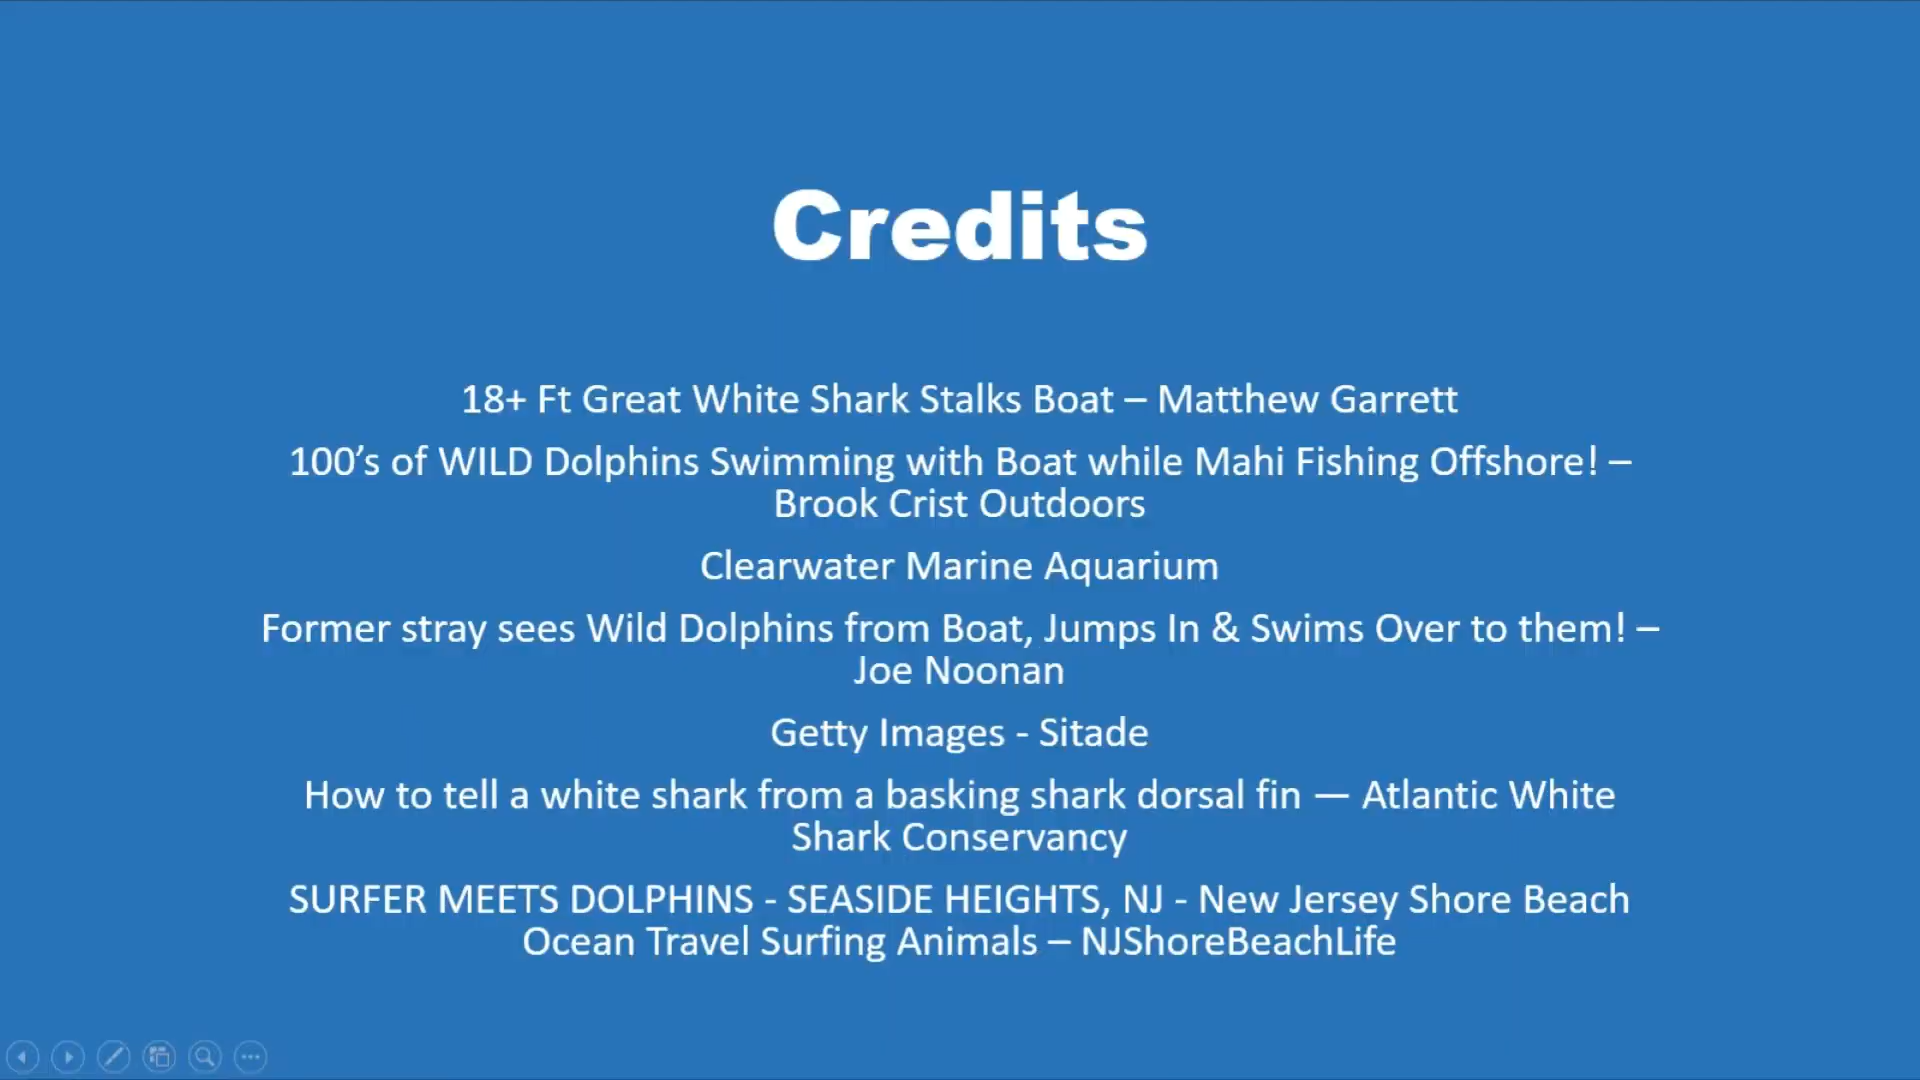 Credits
18+ Ft Great White Shark Stalks Boat – Matthew Garrett
100’s of WILD Dolphins Swimming with Boat while Mahi Fishing Offshore! –
Brook Crist Outdoors
Clearwater Marine Aquarium
Former stray sees Wild Dolphins from Boat, Jumps In & Swims Over to them! –
Joe Noonan
Getty Images - Sitade
How to tell a white shark from a basking shark dorsal fin — Atlantic White
Shark Conservancy
SURFER MEETS DOLPHINS - SEASIDE HEIGHTS, NJ - New Jersey Shore Beach
Ocean Travel Surfing Animals – NJShoreBeachLife